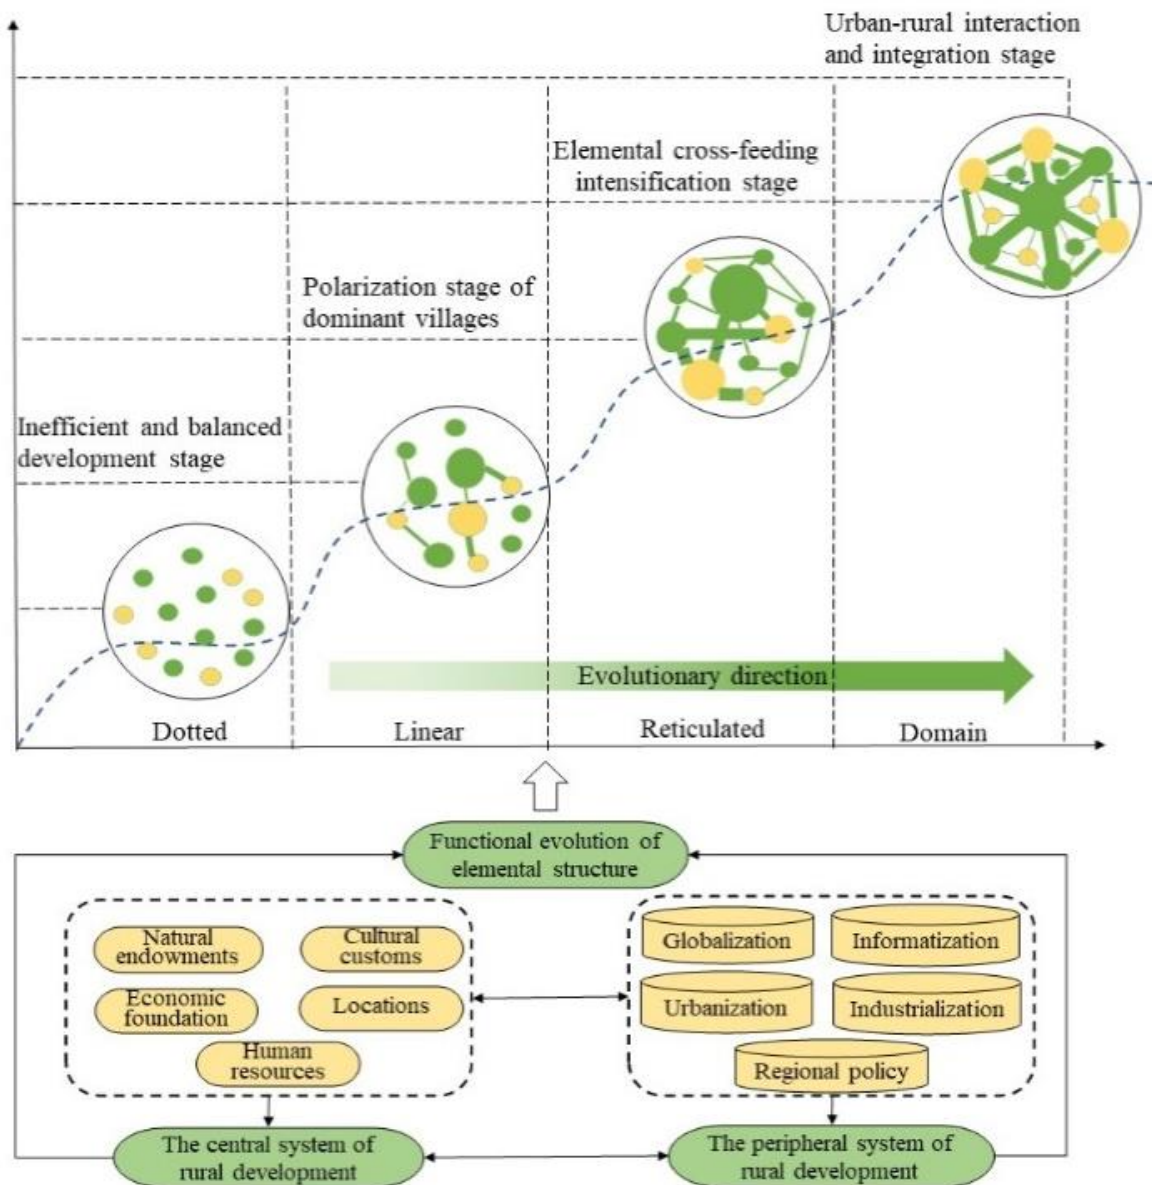 Urban-rural interaction
and integration stage
Elemental cross-feeding
intensification stage
Polarization stage of
dominant villages
Inefficient and balanced
development stage
Evolutionary direction
Dotted
Linear
Reticulated
Domain
Functional evolution of
elemental structure
Natural
endowments
Cultural
customs
Economic
foundation
Locations
Human
resources
Globalization
Informatization
Urbanization
Industrialization
Regional policy
The central system of
rural development
The peripheral system of
rural development